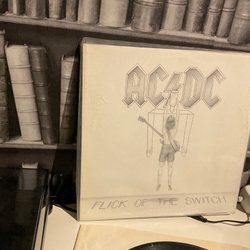 AC⚡DC
FLICK OF THE SWITCH